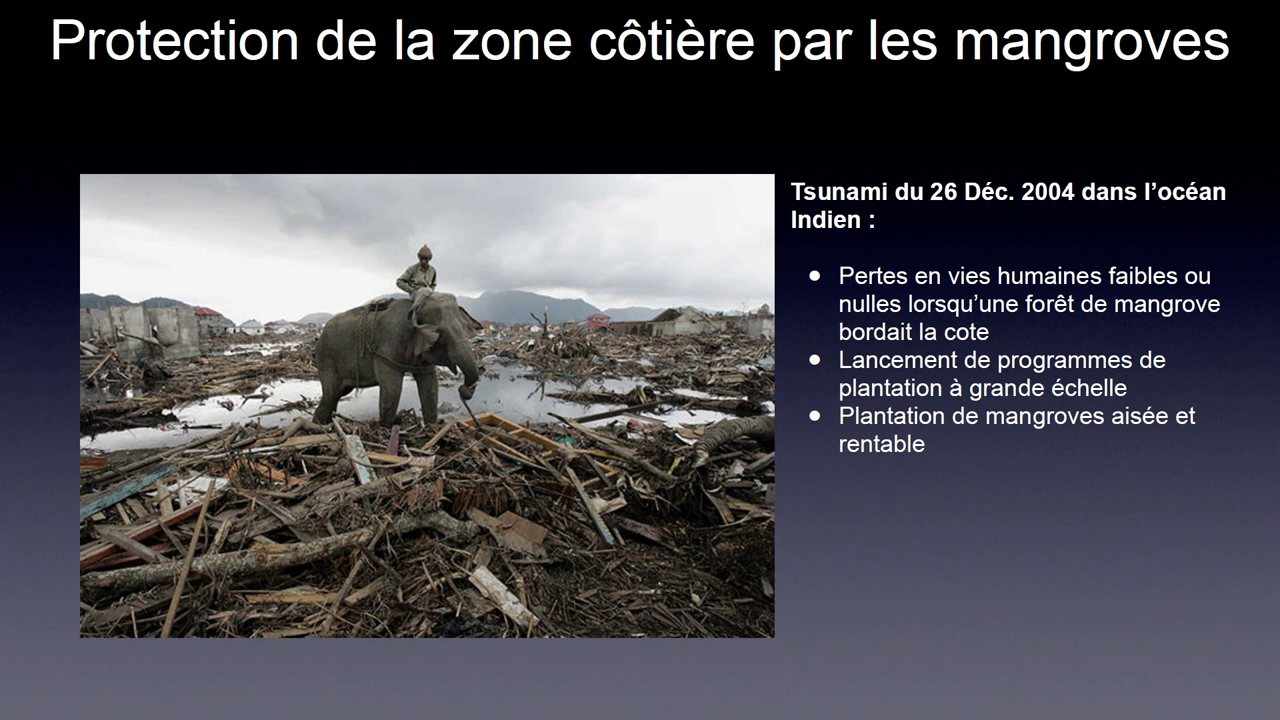 Protection de la zone côtière par les mangroves
Tsunami du 26 Déc. 2004 dans l’océan
Indien :
● Pertes en vies humaines faibles ou
nulles lorsqu’une forêt de mangrove
bordait la cote
● Lancement de programmes de
plantation à grande échelle
● Plantation de mangroves aisée et
rentable